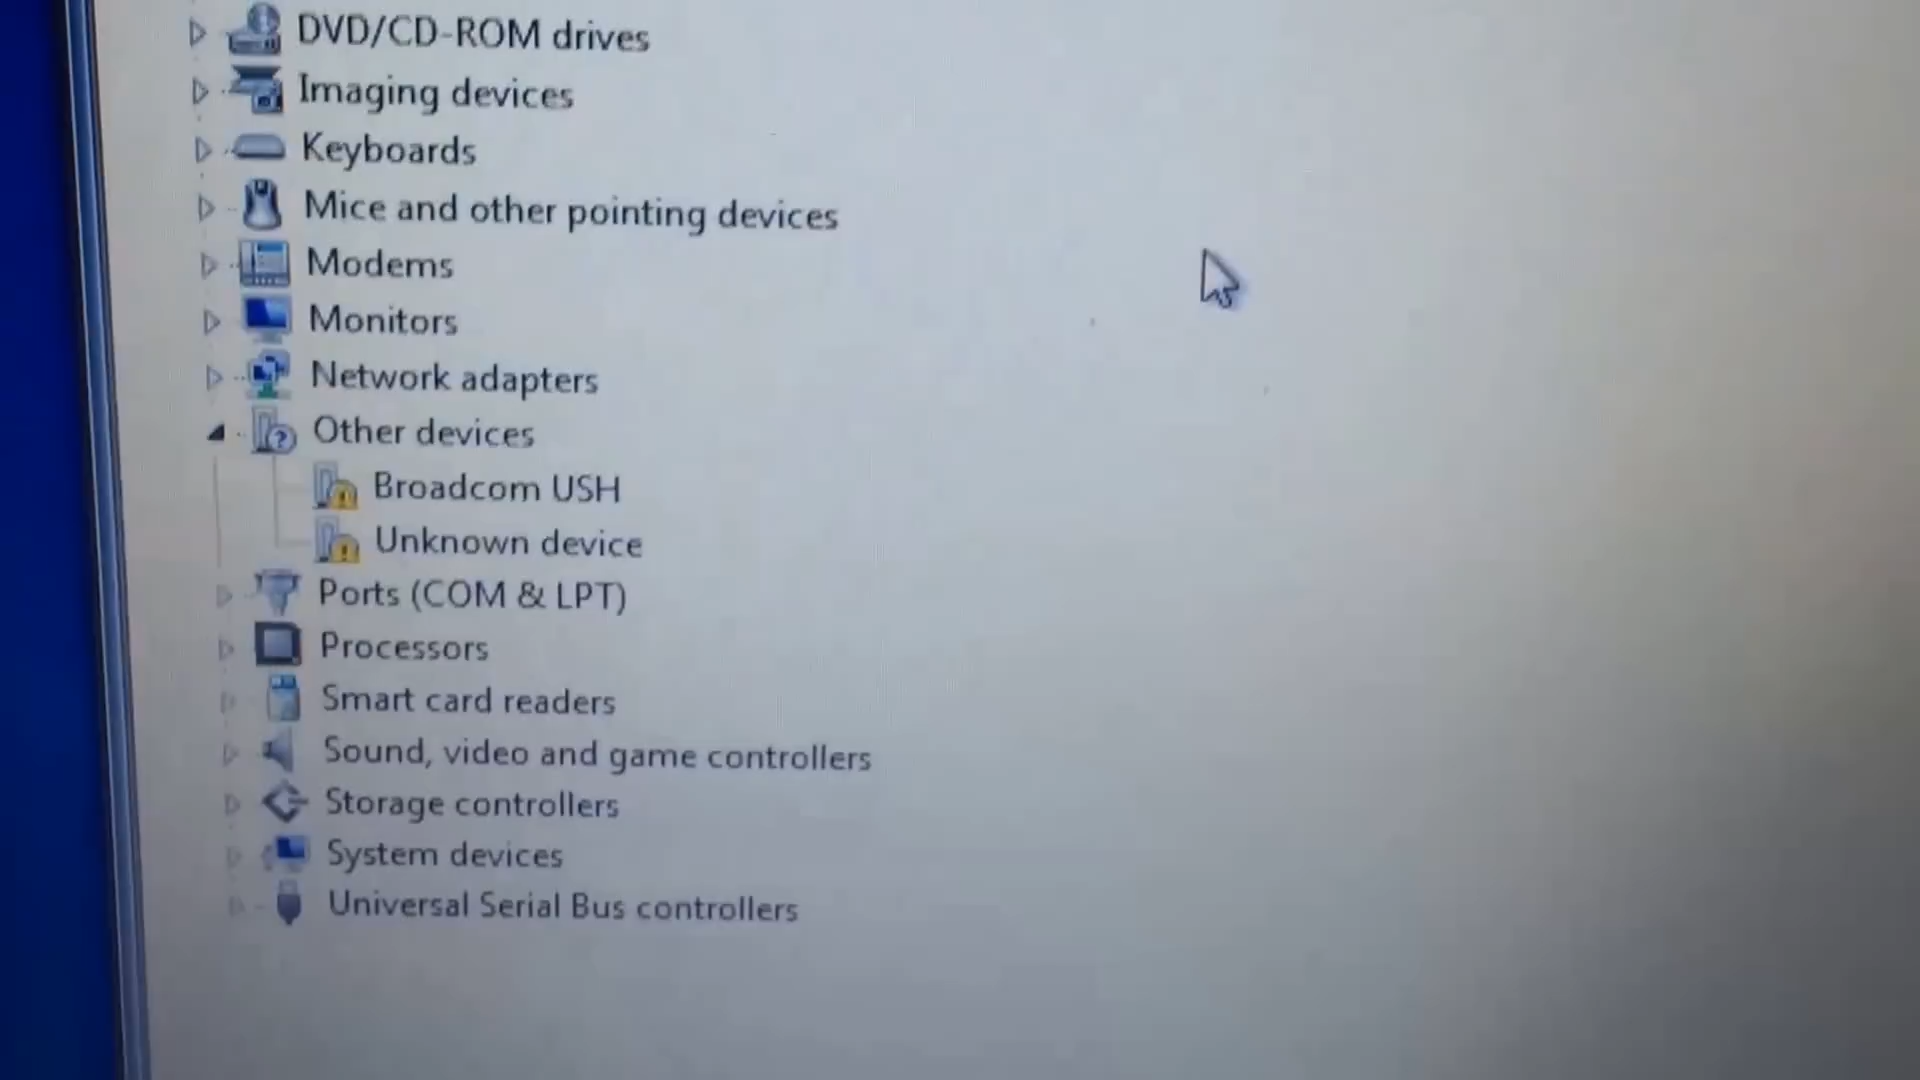 DVD/CD-ROM drives
Imaging devices
Keyboards
Mice and other pointing devices
Modems
Monitors
Network adapters
Other devices
Broadcom USH
Unknown device
Ports (COM & LPT)
Processors
Smart card readers
Sound, video and game controllers
Storage controllers
System devices
Universal Serial Bus controllers